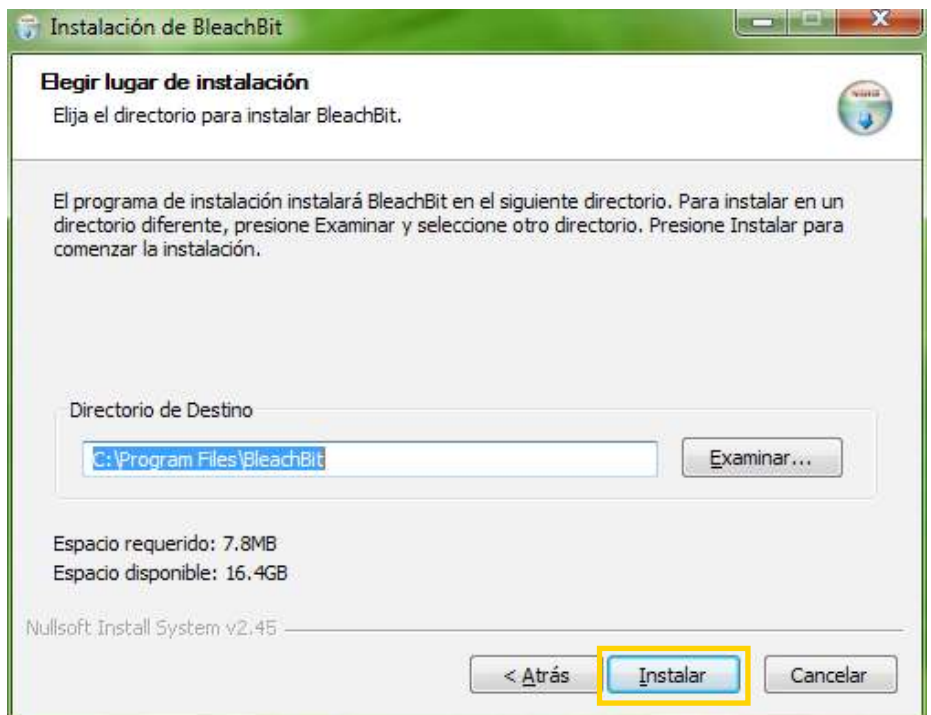 Instalación de BleachBit
Elegir lugar de instalación
Elija el directorio para instalar BleachBit.
El programa de instalación instalará BleachBit en el siguiente directorio. Para instalar en un
directorio diferente, presione Examinar y seleccione otro directorio. Presione Instalar para
comenzar la instalación.
Directorio de Destino
C:\Program Files\BleachBit
Examinar...
Espacio requerido: 7.8MB
Espacio disponible: 16.4GB
Nullsoft Install System v2.45
< Atrás
Instalar
Cancelar